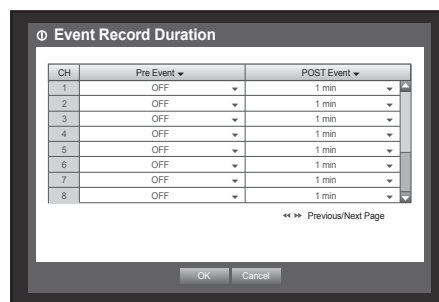 Event Record Duration
CH Pre Event POST Event
1 OFF 1 min
2 OFF 1 min
3 OFF 1 min
4 OFF 1 min
5 OFF 1 min
6 OFF 1 min
7 OFF 1 min
8 OFF 1 min
Previous/Next Page
OK Cancel